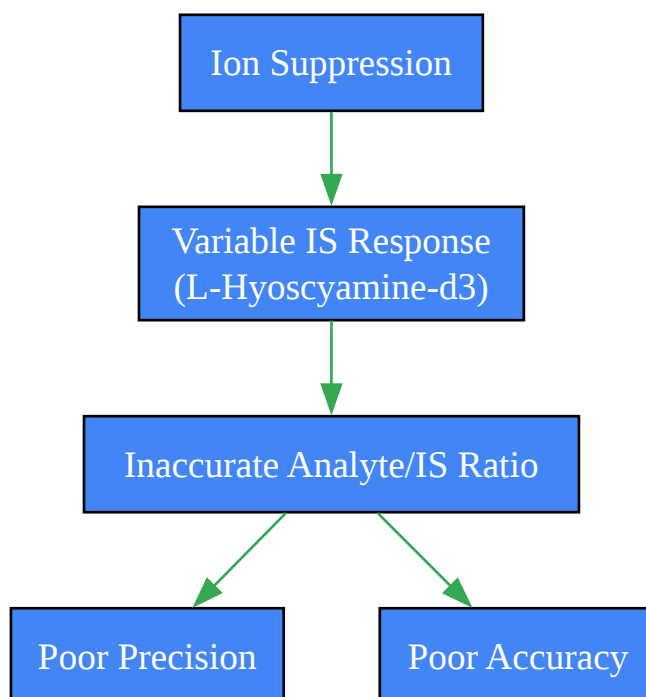 Ion Suppression
Variable IS Response
(L-Hyoscyamine-d3)
Inaccurate Analyte/IS Ratio
Poor Precision
Poor Accuracy